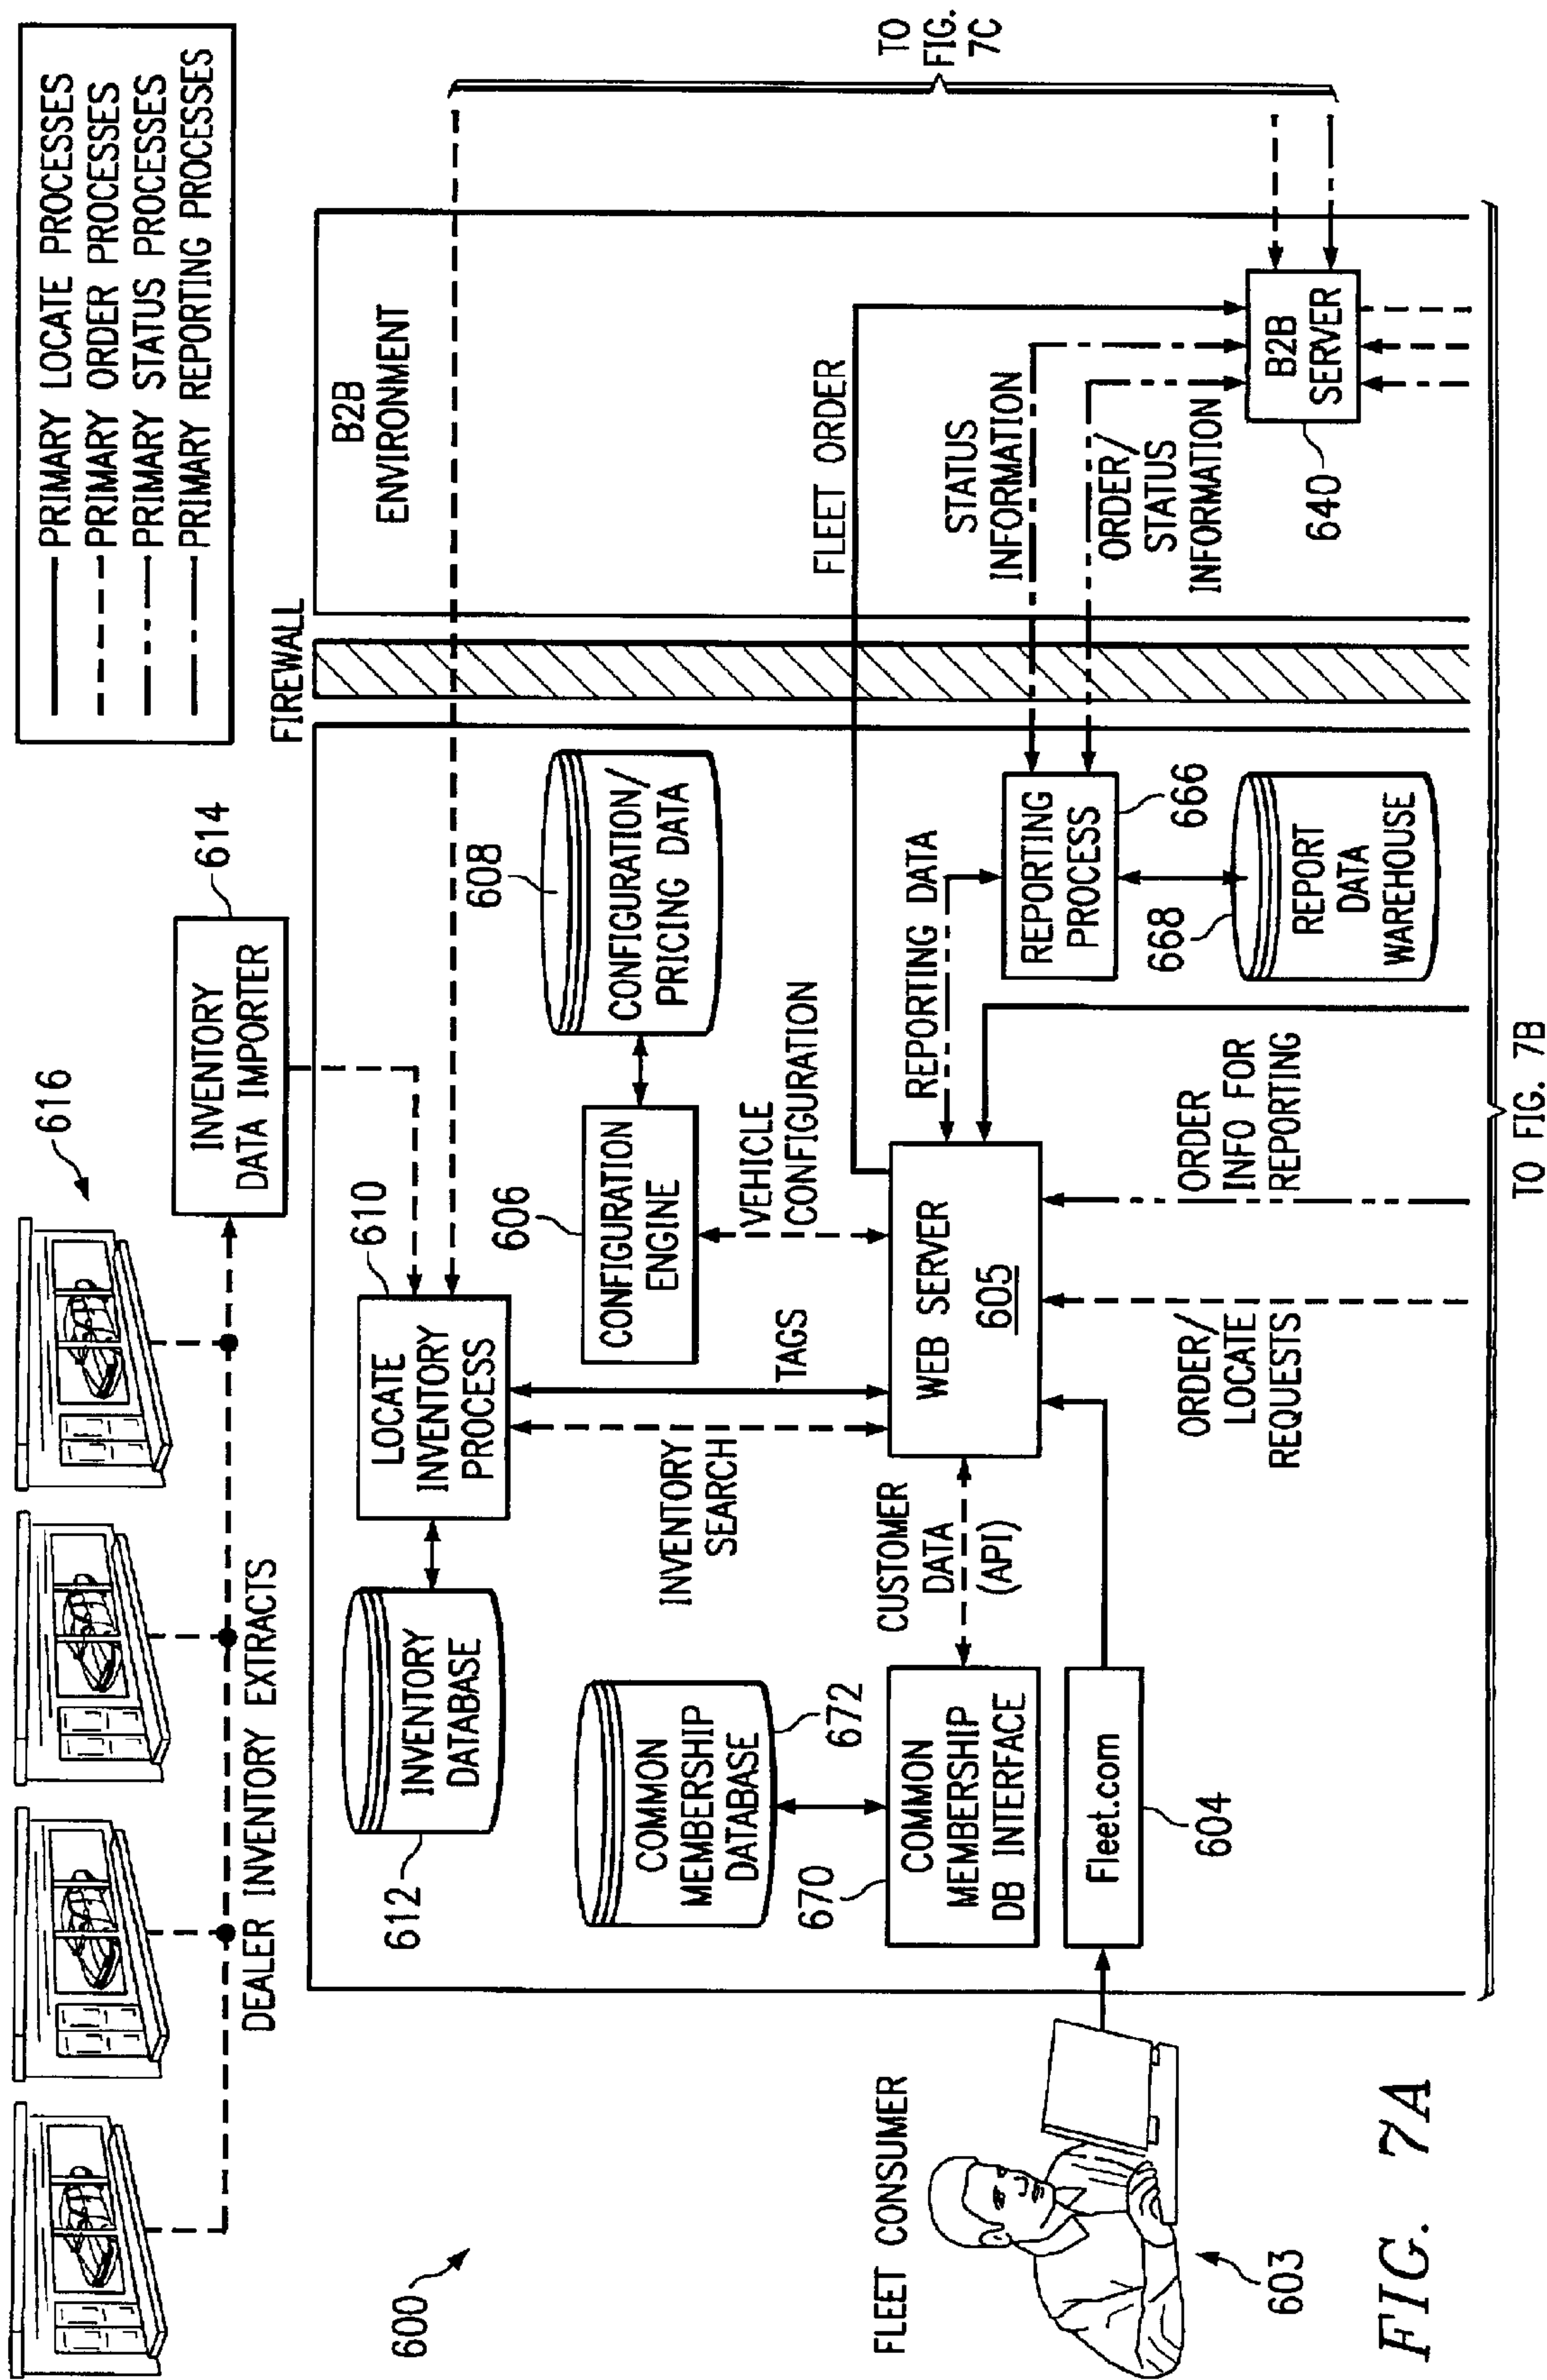 PRIMARY LOCATE PROCESSES
PRIMARY ORDER PROCESSES
PRIMARY STATUS PROCESSES
PRIMARY REPORTING PROCESSES
616
DEALER INVENTORY EXTRACTS
INVENTORY
DATA IMPORTER
614
600
FIREWALL
B2B
ENVIRONMENT
TO
FIG.
7C
INVENTORY
DATABASE
612
LOCATE
INVENTORY
PROCESS
610
CONFIGURATION
ENGINE
606
CONFIGURATION/
PRICING DATA
608
COMMON
MEMBERSHIP
DATABASE
672
INVENTORY
SEARCH
TAGS
VEHICLE
CONFIGURATION
FLEET ORDER
FLEET CONSUMER
603
COMMON
MEMBERSHIP
DB INTERFACE
670
CUSTOMER
DATA
(API)
WEB SERVER
605
REPORTING DATA
REPORTING
PROCESS
666
STATUS
INFORMATION
ORDER/
STATUS
INFORMATION
B2B
SERVER
640
Fleet.com
604
ORDER/
LOCATE
REQUESTS
ORDER
INFO FOR
REPORTING
668
REPORT
DATA
WAREHOUSE
TO FIG. 7B
FIG. 7A